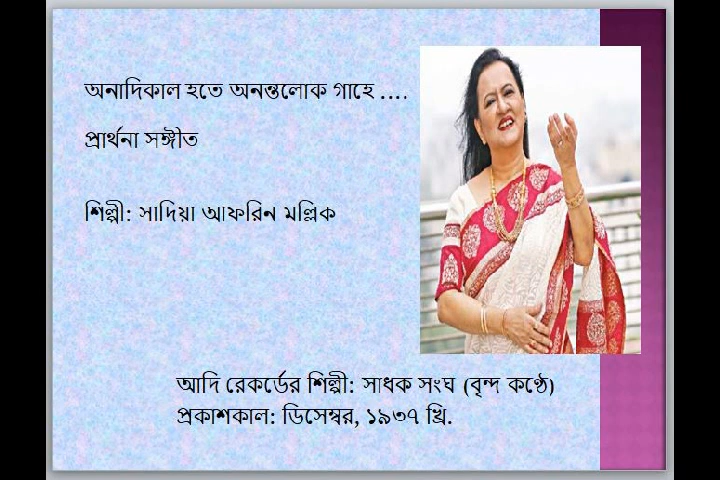 অনাদিকাল হতে অনন্তলোক গাহে ....
প্রার্থনা সঙ্গীত
শিল্পী: সাদিয়া আফরিন মল্লিক
আদি রেকর্ডের শিল্পী: সাধক সংঘ (বৃন্দ কণ্ঠে)
প্রকাশকাল: ডিসেম্বর, ১৯৩৭ খ্রি.